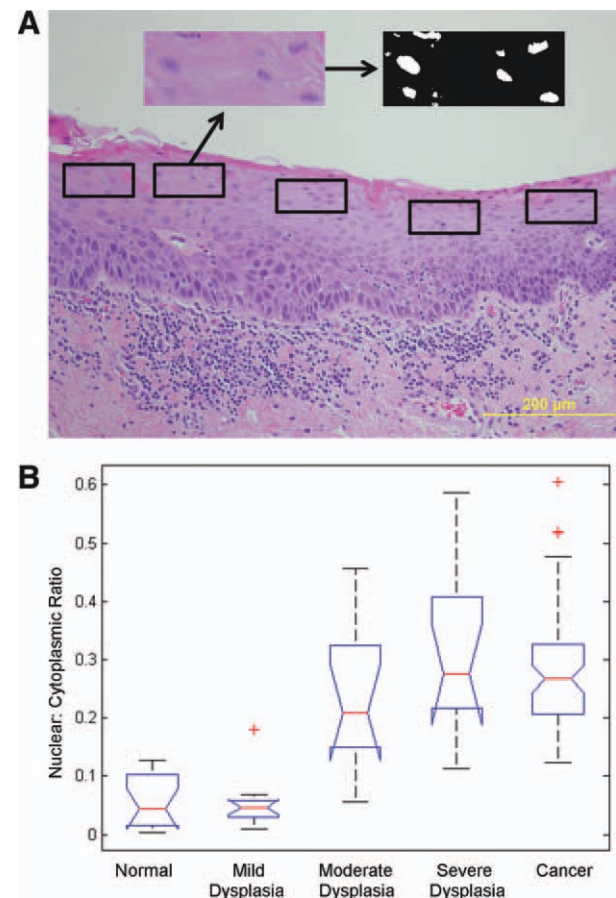 A
200 µm
B
Nuclear: Cytoplasmic Ratio
0.6
0.5
0.4
0.3
0.2
0.1
0
Normal
Mild
Dysplasia
Moderate
Dysplasia
Severe
Dysplasia
Cancer